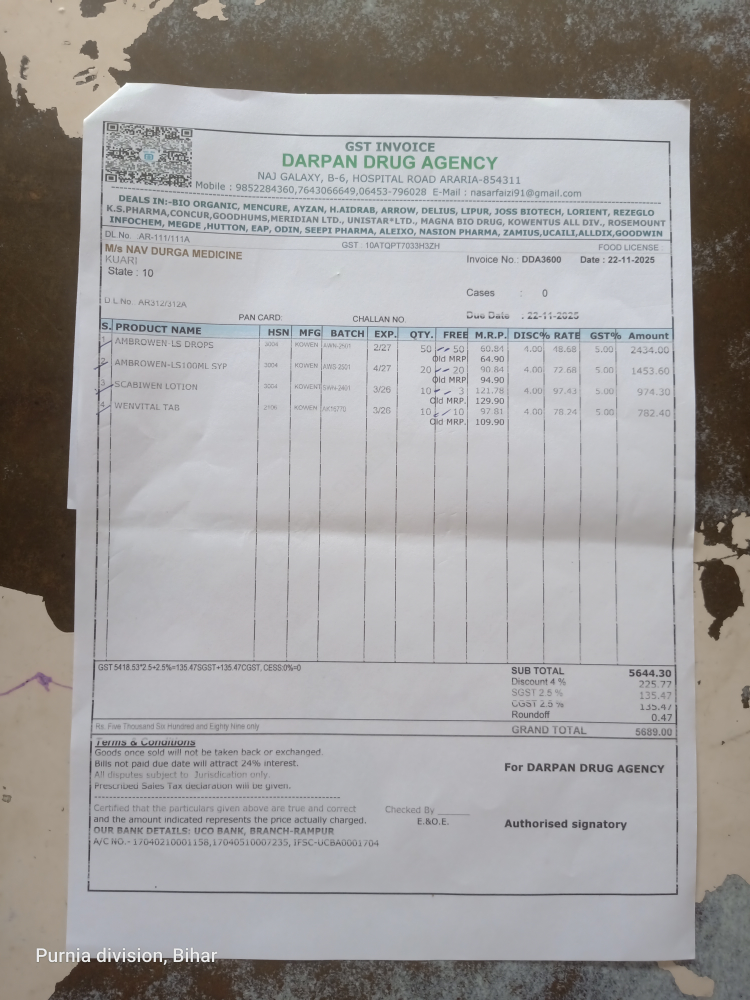 GST INVOICE
DARPAN DRUG AGENCY
NAJ GALAXY, B-6, HOSPITAL ROAD ARARIA-854311
Mobile : 9852284360,7643066649,06453-796028 E-Mail : nasarfaizi91@gmail.com
DEALS IN:-BIO ORGANIC, MENCURE, AYZAN, H.AIDRAB, ARROW, DELIUS, LIPUR, JOSS BIOTECH, LORIENT, REZEGLO
K.S.PHARMA,CONCUR,GOODHUMS,MERIDIAN LTD., UNISTAR*LTD., MAGNA BIO DRUG, KOWENTUS ALL DIV., ROSEMOUNT
INFOCHEM, MEGDE ,HUTTON, EAP, ODIN, SEEPI PHARMA, ALEIXO, NASION PHARMA, ZAMIUS,UCAILI,ALLDIX,GOODWIN
DL No. AR-111/111A GST : 10ATQPT7033H3ZH FOOD LICENSE :
M/s NAV DURGA MEDICINE
KUARI Invoice No.: DDA3600 Date : 22-11-2025
State : 10
Cases : 0
D L No.: AR312/312A
PAN CARD: CHALLAN NO. Due Date : 22-11-2025
S. PRODUCT NAME HSN MFG BATCH EXP. QTY. FREE M.R.P. DISC% RATE GST% Amount
1 AMBROWEN-LS DROPS 3004 KOWEN AWN-2501 2/27 50 50 60.84 4.00 48.68 5.00 2434.00
Old MRP. 64.90
2 AMBROWEN-LS100ML SYP 3004 KOWEN AWS-2501 4/27 20 20 90.84 4.00 72.68 5.00 1453.60
Old MRP. 94.90
3 SCABIWEN LOTION 3004 KOWENT SWN-2401 3/26 10 3 121.78 4.00 97.43 5.00 974.30
Old MRP. 129.90
4 WENVITAL TAB KOWEN 3/26 10 10 97.81 4.00 78.24 5.00 782.40
Old MRP. 109.90
GST 5418.53*2.5+2.5%=135.47SGST+135.47CGST, CESS:0%=0
SUB TOTAL 5644.30
Discount 4 % 225.77
SGST 2.5 % 135.47
CGST 2.5 % 135.47
Roundoff 0.47
Rs. Five Thousand Six Hundred and Eighty Nine only GRAND TOTAL 5689.00
Terms & Conditions
Goods once sold will not be taken back or exchanged.
Bills not paid due date will attract 24% interest.
All disputes subject to Jurisdication only.
Prescribed Sales Tax declaration will be given.
For DARPAN DRUG AGENCY
Certified that the particulars given above are true and correct Checked By ______
and the amount indicated represents the price actually charged. E.&O.E. Authorised signatory
OUR BANK DETAILS: UCO BANK, BRANCH-RAMPUR
A/C NO.- 17040210001158,17040510007235, IFSC-UCBA0001704
Purnia division, Bihar